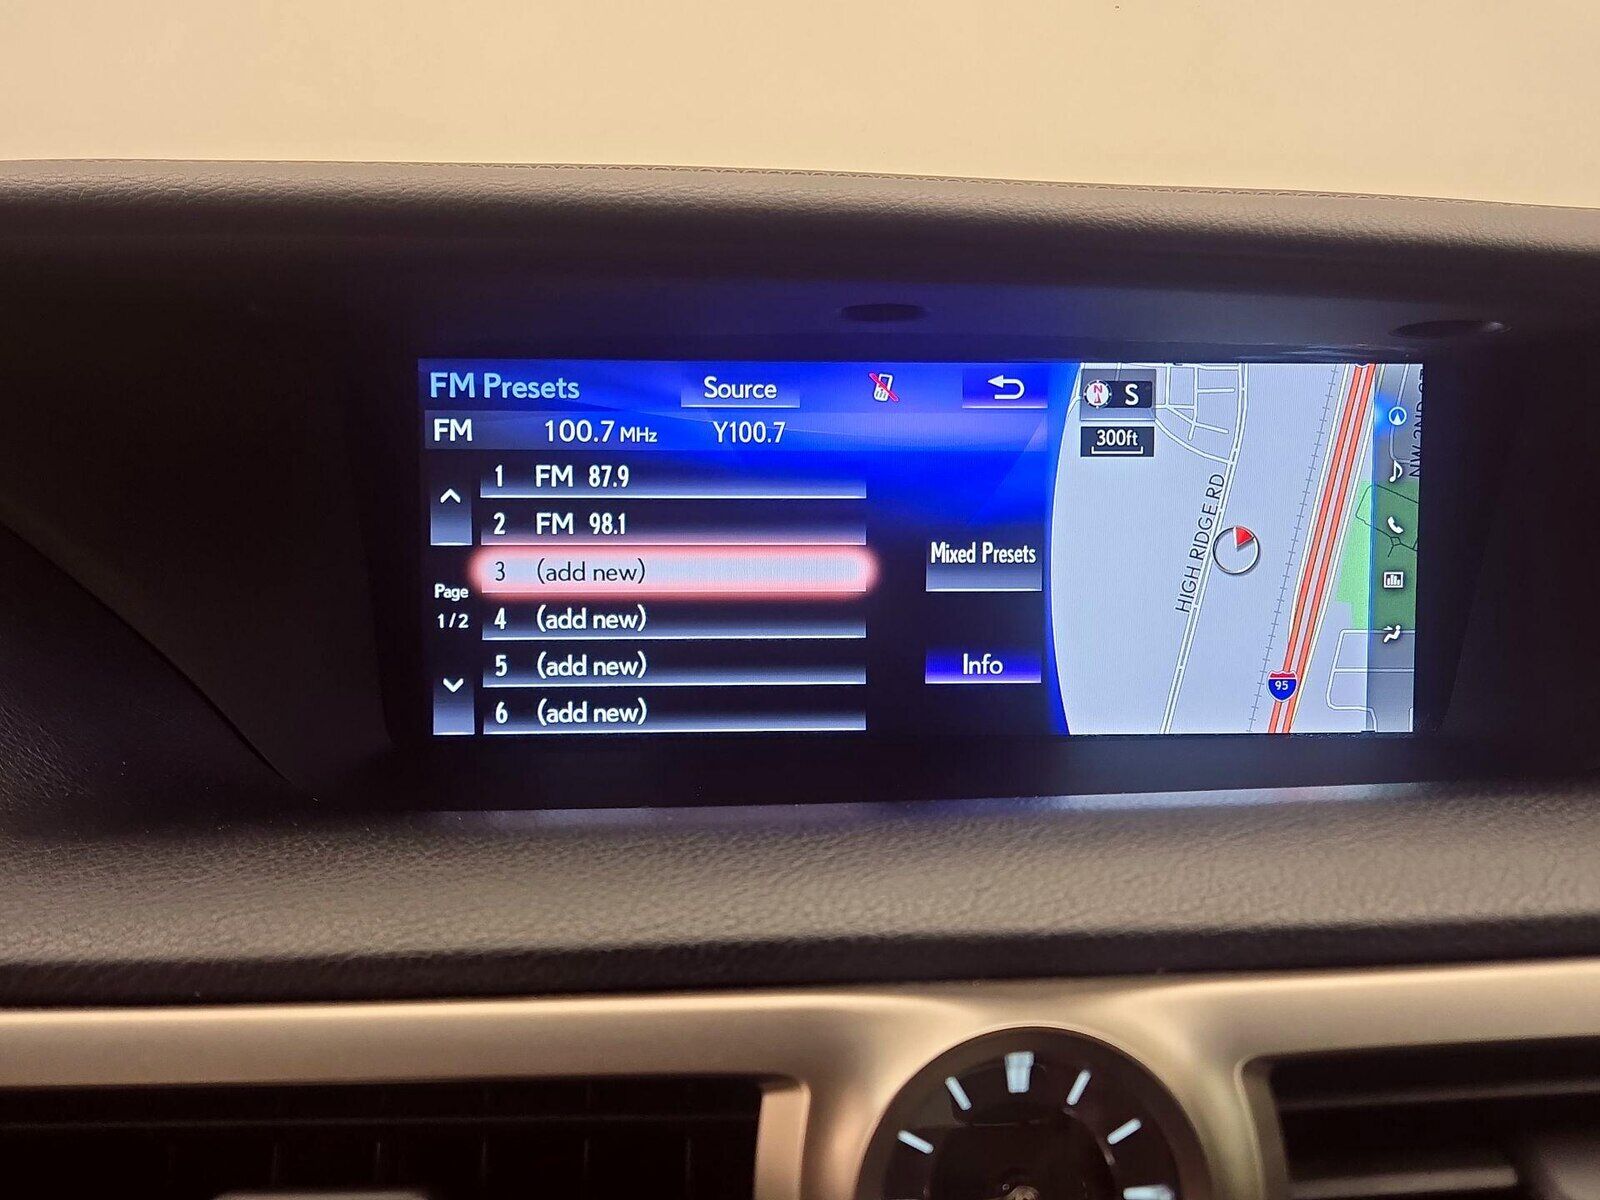 FM Presets Source
FM 100.7 MHz Y100.7
1 FM 87.9
2 FM 98.1
3 (add new)
4 (add new)
5 (add new)
6 (add new)
Page
1/2
Mixed Presets
Info
N S
300ft
HIGH RIDGE RD
95